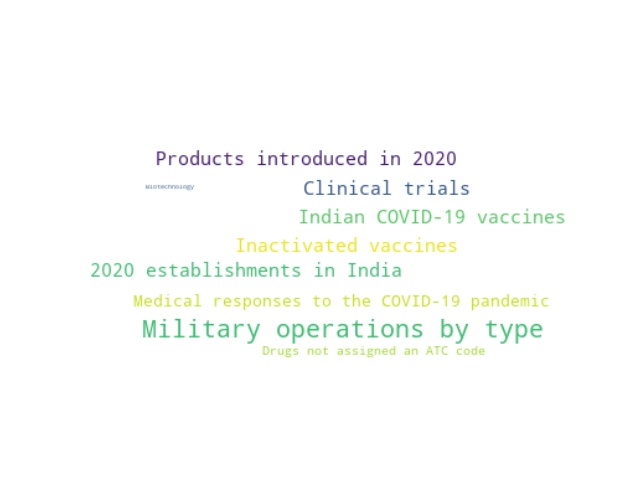 Products introduced in 2020
Biotechnology
Clinical trials
Indian COVID-19 vaccines
Inactivated vaccines
2020 establishments in India
Medical responses to the COVID-19 pandemic
Military operations by type
Drugs not assigned an ATC code